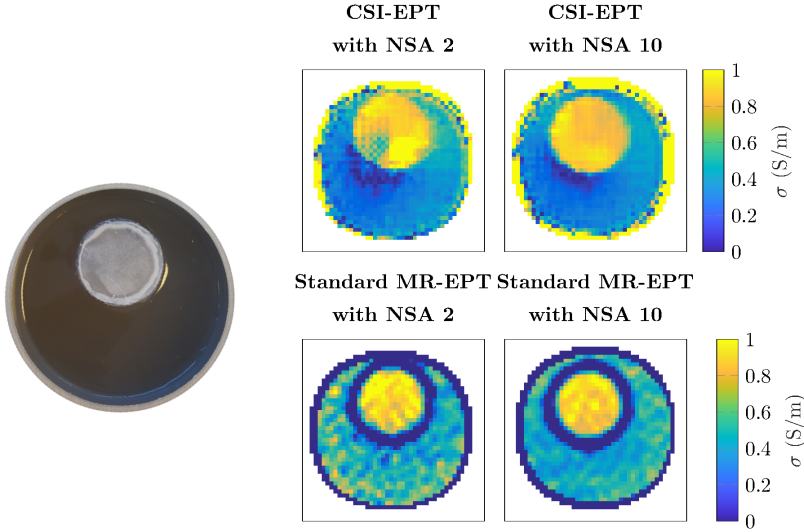 CSI-EPT
with NSA 2
CSI-EPT
with NSA 10
1
0.8
0.6
0.4
0.2
0
σ (S/m)
Standard MR-EPT
with NSA 2
Standard MR-EPT
with NSA 10
1
0.8
0.6
0.4
0.2
0
σ (S/m)